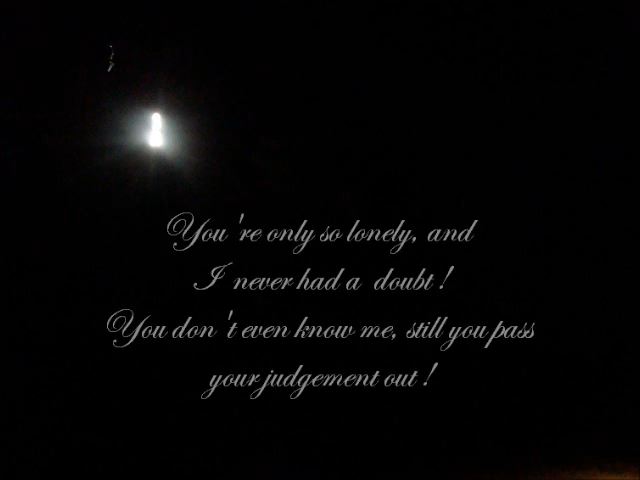 You're only so lonely, and
I never had a doubt!
You don't even know me, still you pass
your judgement out!